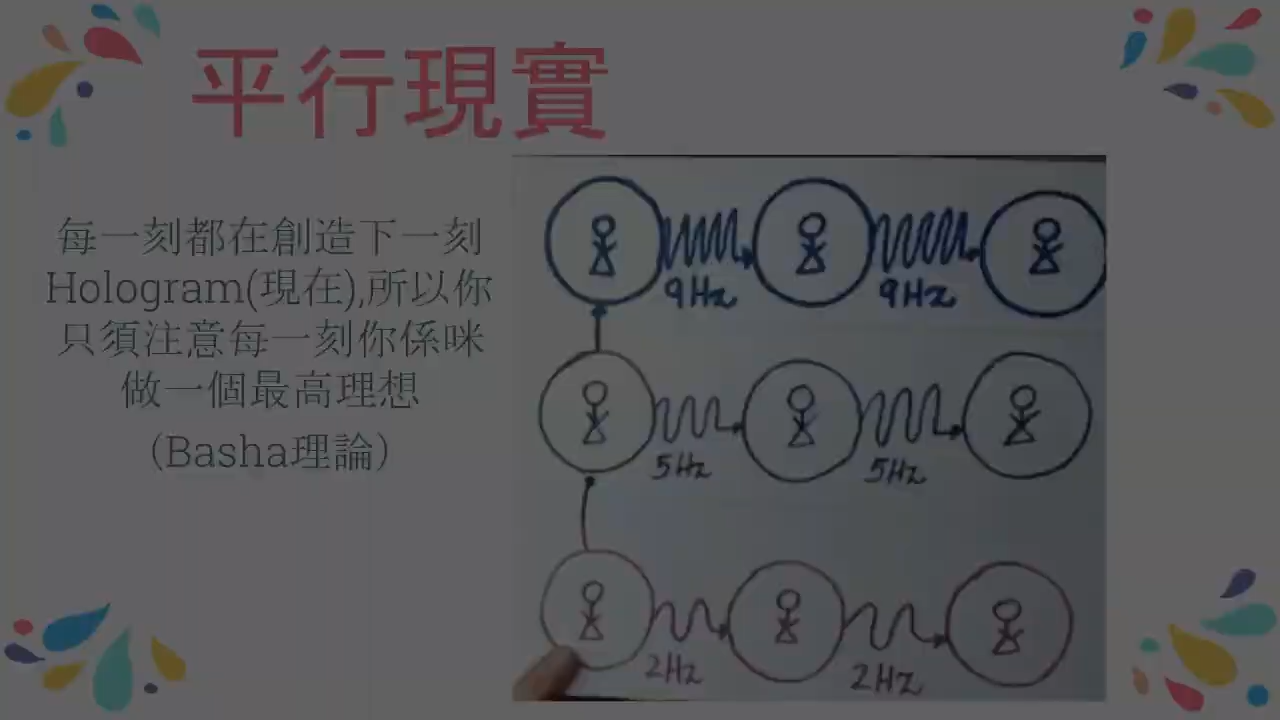 平行現實
每一刻都在創造下一刻
Hologram(現在),所以你
只須注意每一刻你係咪
做一個最高理想
（Basha理論）
9Hz 9Hz
5Hz 5Hz
2Hz 2Hz